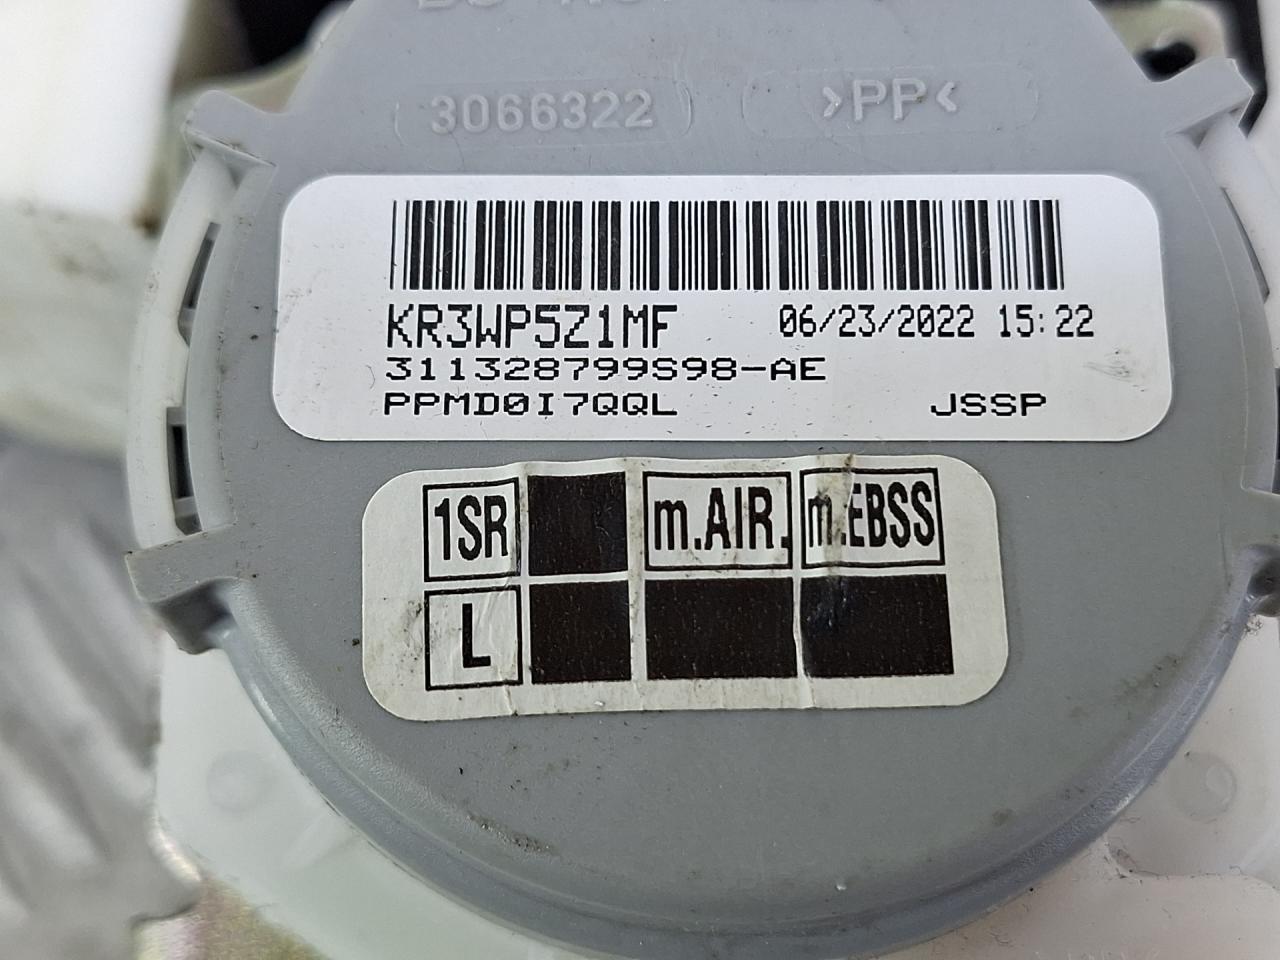 3066322 >PP<
KR3WP5Z1MF 06/23/2022 15:22
311328799S98-AE
PPMD0I7QQL JSSP
1SR m.AIR. m.EBSS
L